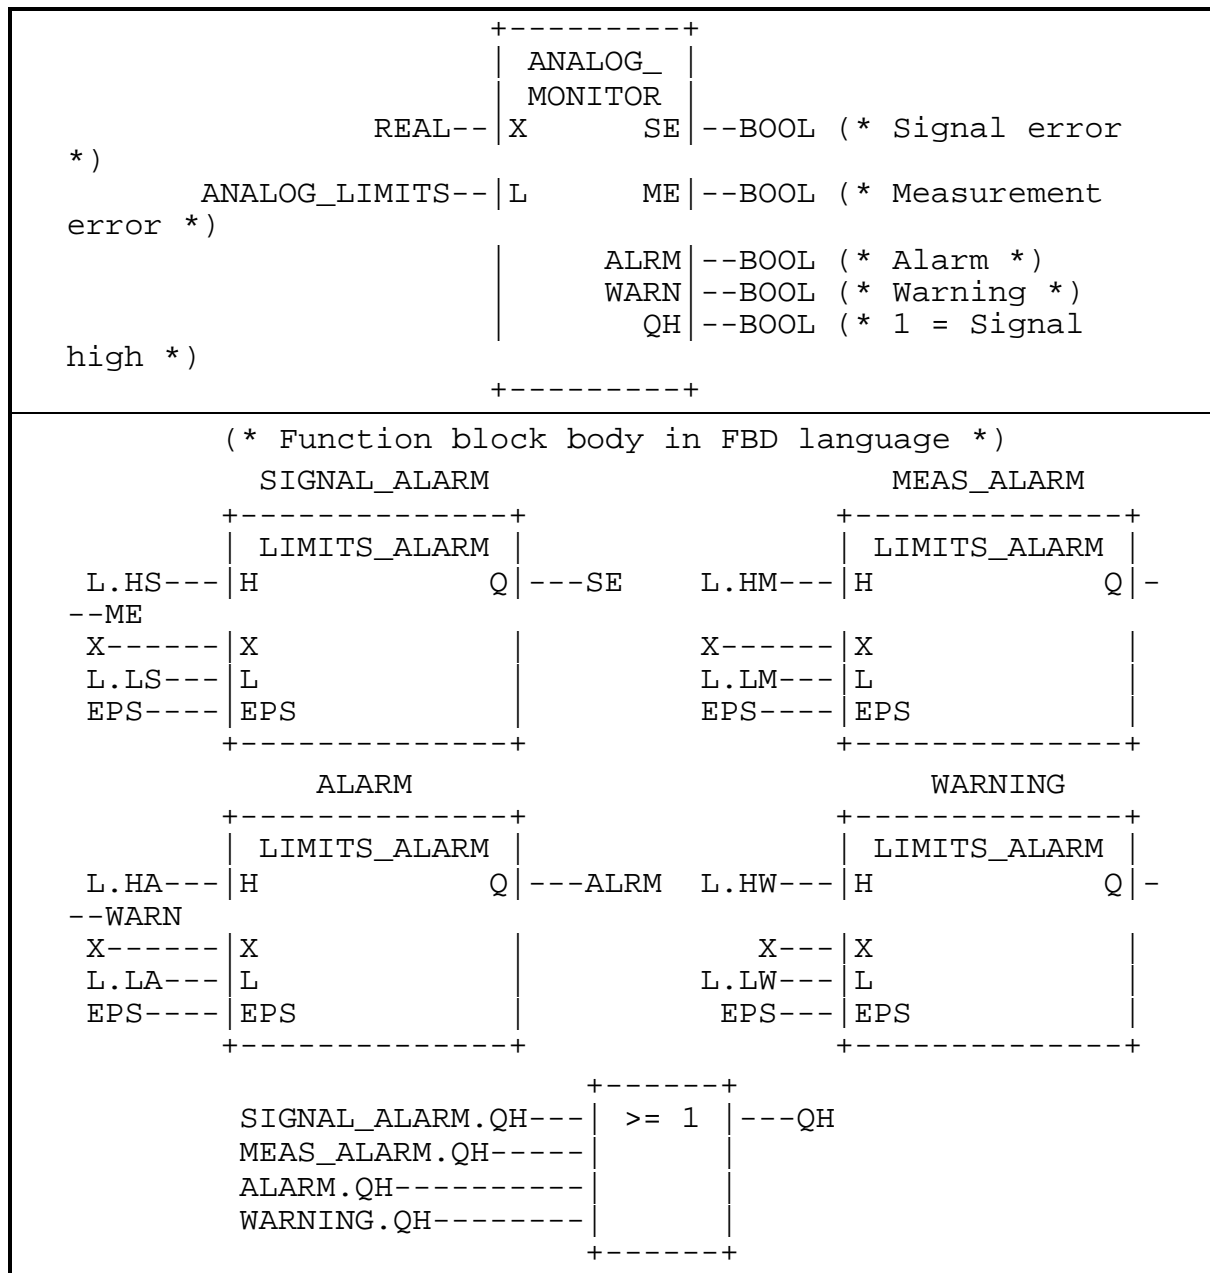 +---------+
                         | ANALOG_ |
                         | MONITOR |
                   REAL--|X      SE|--BOOL (* Signal error
*)
         ANALOG_LIMITS--|L      ME|--BOOL (* Measurement
error *)
                         |     ALRM|--BOOL (* Alarm *)
                         |     WARN|--BOOL (* Warning *)
                         |       QH|--BOOL (* 1 = Signal
high *)
                         +---------+
(* Function block body in FBD language *)
          SIGNAL_ALARM                      MEAS_ALARM
        +--------------+                +--------------+
        | LIMITS_ALARM |                | LIMITS_ALARM |
 L.HS---|H            Q|---SE    L.HM---|H            Q|-
--ME
 X------|X             |         X------|X             |
 L.LS---|L             |         L.LM---|L             |
 EPS----|EPS           |         EPS----|EPS           |
        +--------------+                +--------------+
             ALARM                           WARNING
        +--------------+                +--------------+
        | LIMITS_ALARM |                | LIMITS_ALARM |
 L.HA---|H            Q|---ALRM  L.HW---|H            Q|-
--WARN
 X------|X             |            X---|X             |
 L.LA---|L             |         L.LW---|L             |
 EPS----|EPS           |          EPS---|EPS           |
        +--------------+                +--------------+
                           +------+
         SIGNAL_ALARM.QH---| >= 1 |---QH
         MEAS_ALARM.QH-----|      |
         ALARM.QH----------|      |
         WARNING.QH--------|      |
                           +------+